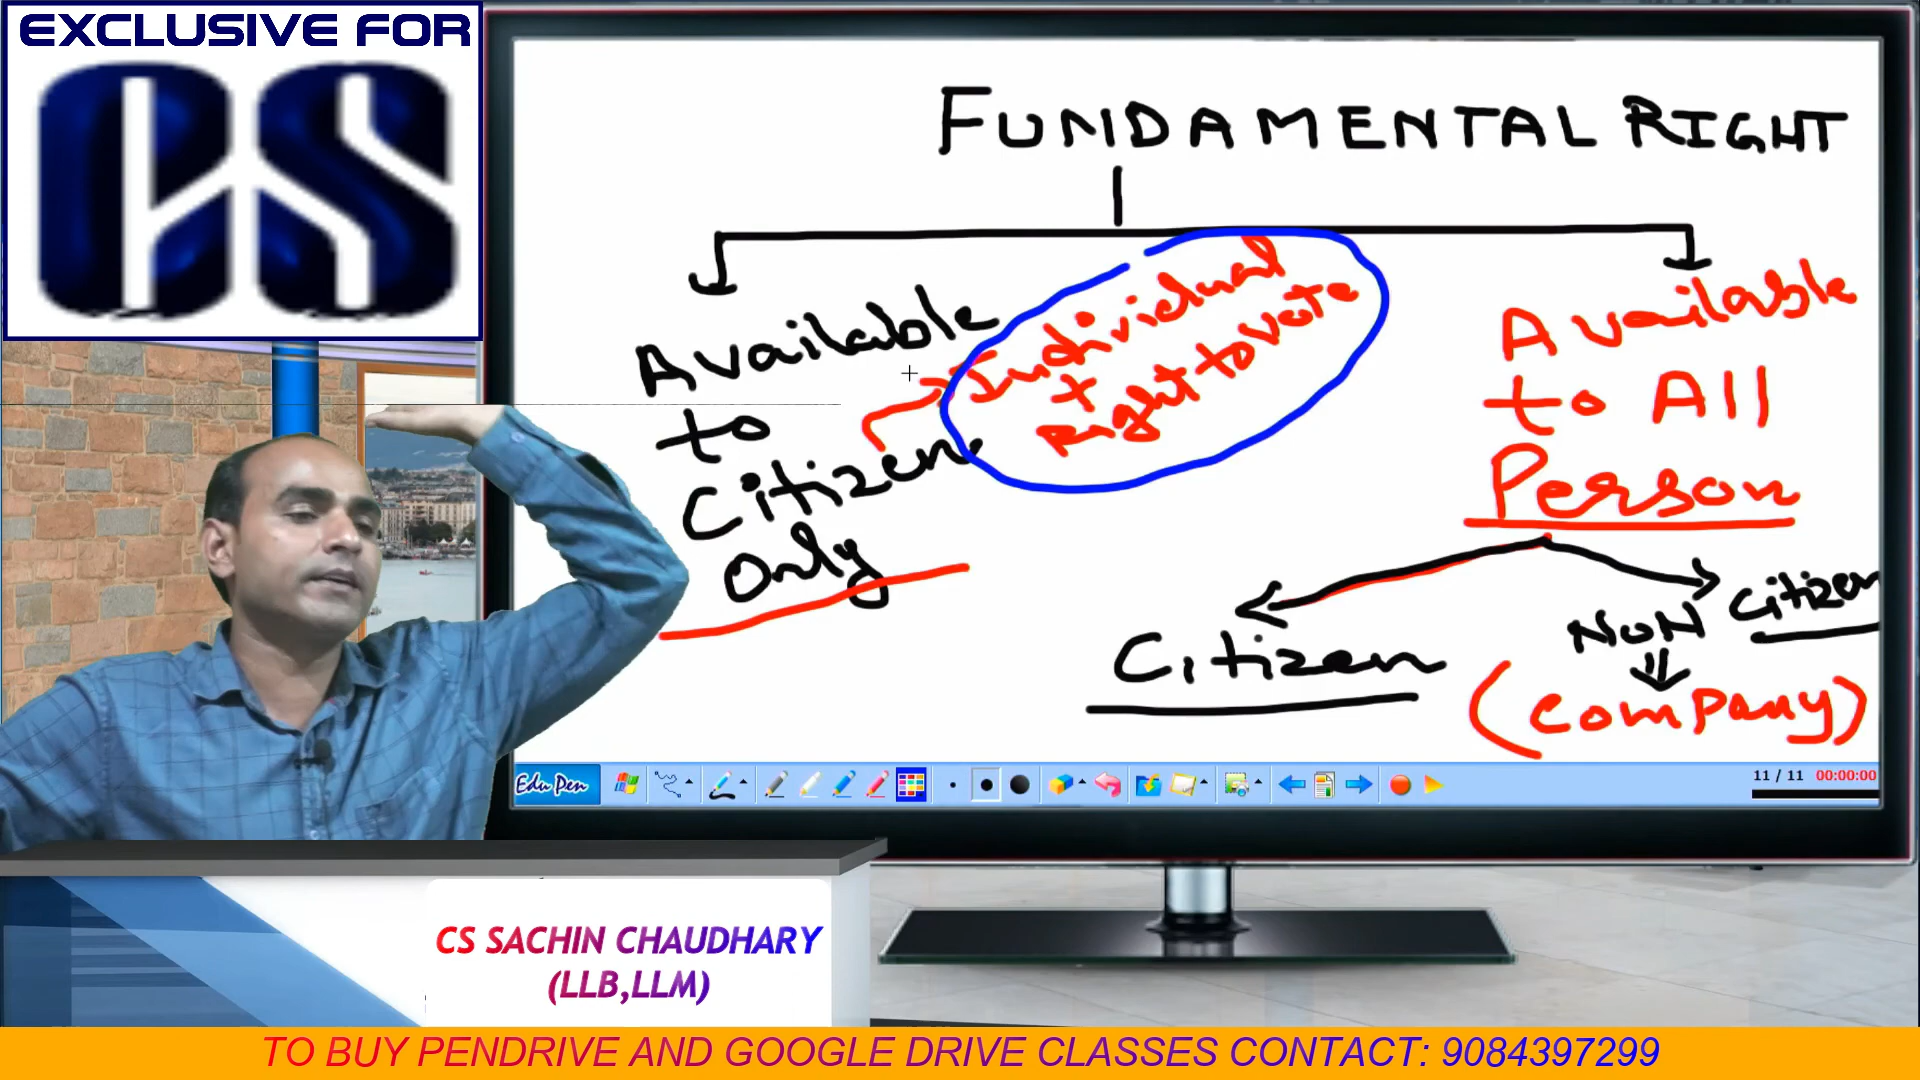 EXCLUSIVE FOR
CS
FUNDAMENTAL RIGHT
Available
to
Citizen
Only
Individual
+
Right to vote
Available
to All
Person
Citizen
NON Citizen
(Company)
Edu Pen
11 / 11 00:00:00
CS SACHIN CHAUDHARY
(LLB,LLM)
TO BUY PENDRIVE AND GOOGLE DRIVE CLASSES CONTACT: 9084397299